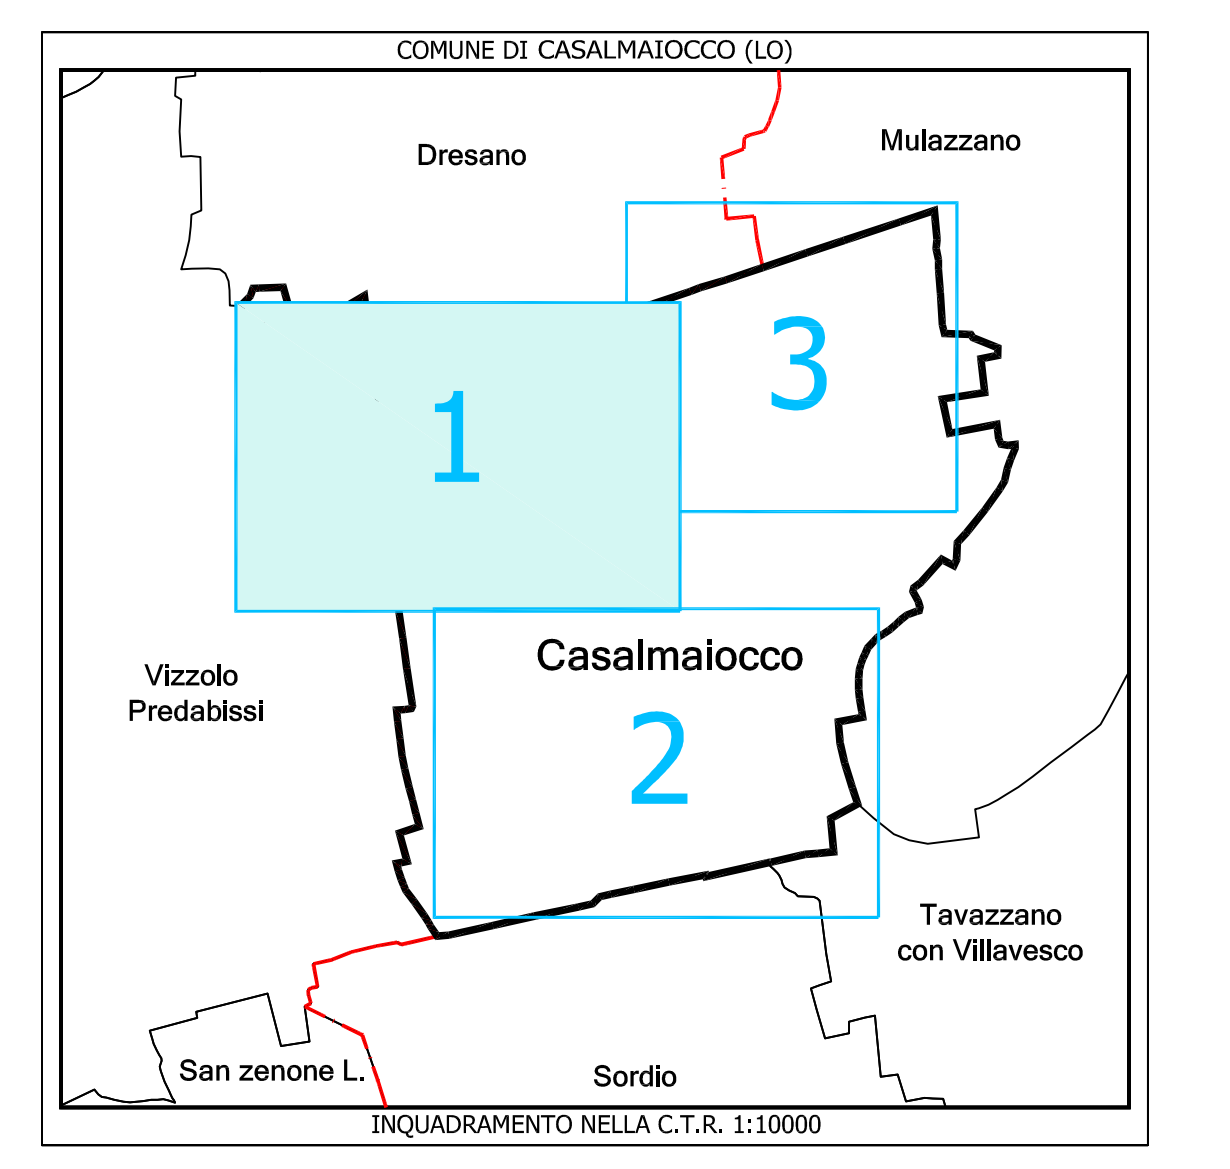 COMUNE DI CASALMAIOCCO (LO)
Dresano
Mulazzano
3
1
Casalmaiocco
Vizzolo
Predabissi
2
Tavazzano
con Villavesco
San zenone L.
Sordio
INQUADRAMENTO NELLA C.T.R. 1:10000